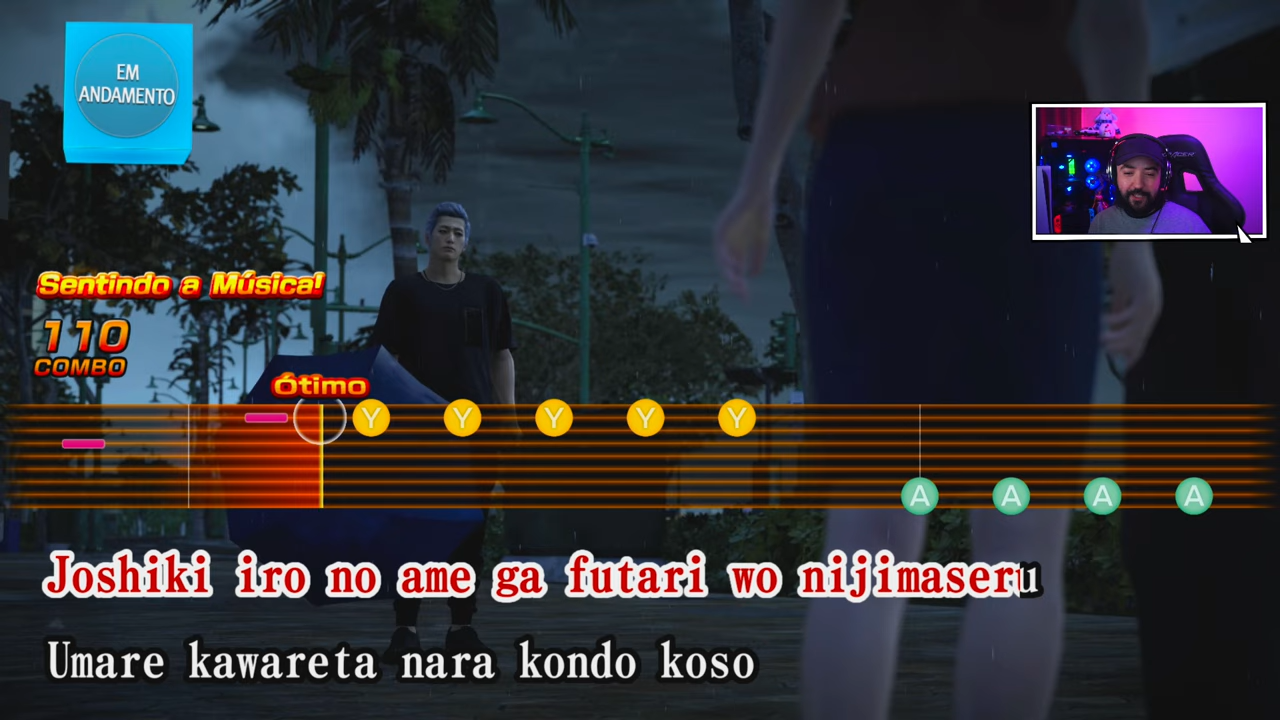 EM
ANDAMENTO
Sentindo a Música!
110
COMBO
Ótimo
Y Y Y Y Y
A A A A
Joshiki iro no ame ga futari wo nijimaseru
Umare kawareta nara kondo koso